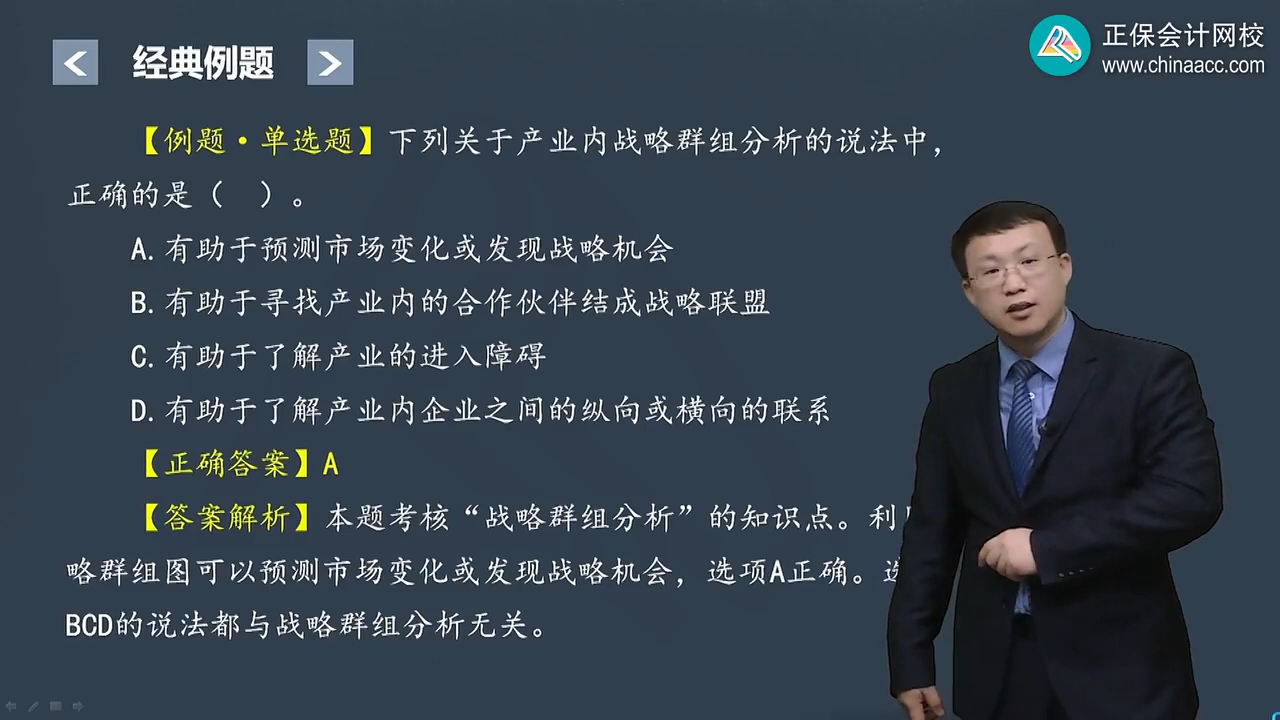 经典例题
正保会计网校
www.chinaacc.com
【例题·单选题】下列关于产业内战略群组分析的说法中，
正确的是（ ）。
A.有助于预测市场变化或发现战略机会
B.有助于寻找产业内的合作伙伴结成战略联盟
C.有助于了解产业的进入障碍
D.有助于了解产业内企业之间的纵向或横向的联系
【正确答案】A
【答案解析】本题考核“战略群组分析”的知识点。利
略群组图可以预测市场变化或发现战略机会，选项A正确。
BCD的说法都与战略群组分析无关。